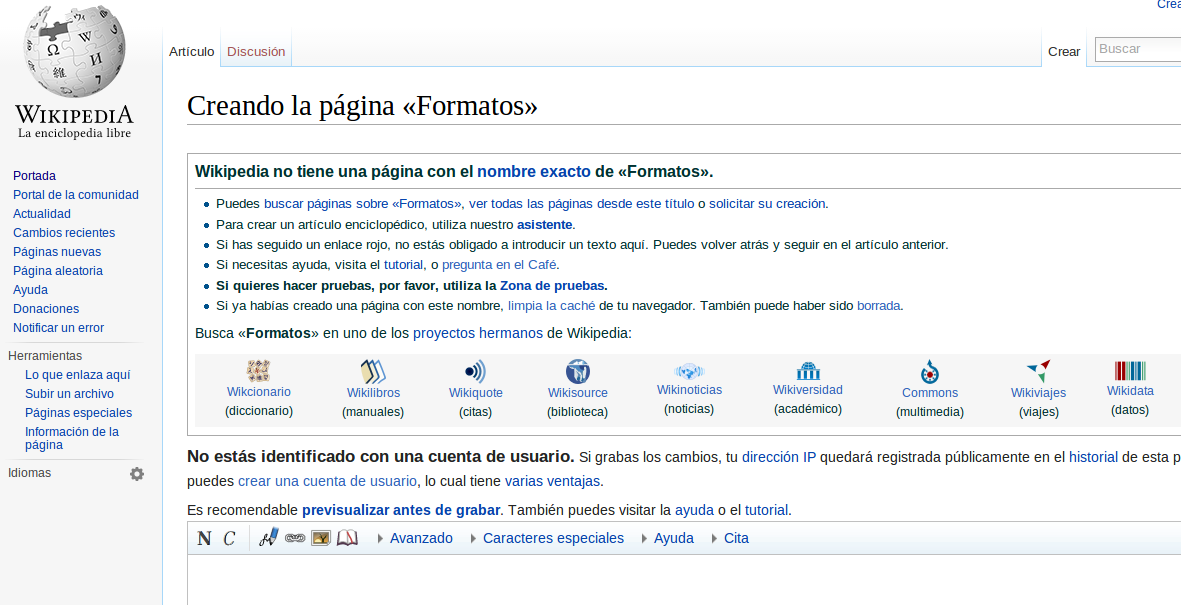 Crea
Artículo
Discusión
Crear
Buscar
WIKIPEDIA
La enciclopedia libre
Portada
Portal de la comunidad
Actualidad
Cambios recientes
Páginas nuevas
Página aleatoria
Ayuda
Donaciones
Notificar un error
Herramientas
Lo que enlaza aquí
Subir un archivo
Páginas especiales
Información de la
página
Idiomas
Creando la página «Formatos»
Wikipedia no tiene una página con el nombre exacto de «Formatos».
Puedes buscar páginas sobre «Formatos», ver todas las páginas desde este título o solicitar su creación.
Para crear un artículo enciclopédico, utiliza nuestro asistente.
Si has seguido un enlace rojo, no estás obligado a introducir un texto aquí. Puedes volver atrás y seguir en el artículo anterior.
Si necesitas ayuda, visita el tutorial, o pregunta en el Café.
Si quieres hacer pruebas, por favor, utiliza la Zona de pruebas.
Si ya habías creado una página con este nombre, limpia la caché de tu navegador. También puede haber sido borrada.
Busca «Formatos» en uno de los proyectos hermanos de Wikipedia:
Wikcionario
(diccionario)
Wikilibros
(manuales)
Wikiquote
(citas)
Wikisource
(biblioteca)
Wikinoticias
(noticias)
Wikiversidad
(académico)
Commons
(multimedia)
Wikiviajes
(viajes)
Wikidata
(datos)
No estás identificado con una cuenta de usuario. Si grabas los cambios, tu dirección IP quedará registrada públicamente en el historial de esta p
puedes crear una cuenta de usuario, lo cual tiene varias ventajas.
Es recomendable previsualizar antes de grabar. También puedes visitar la ayuda o el tutorial.
N C Avanzado Caracteres especiales Ayuda Cita